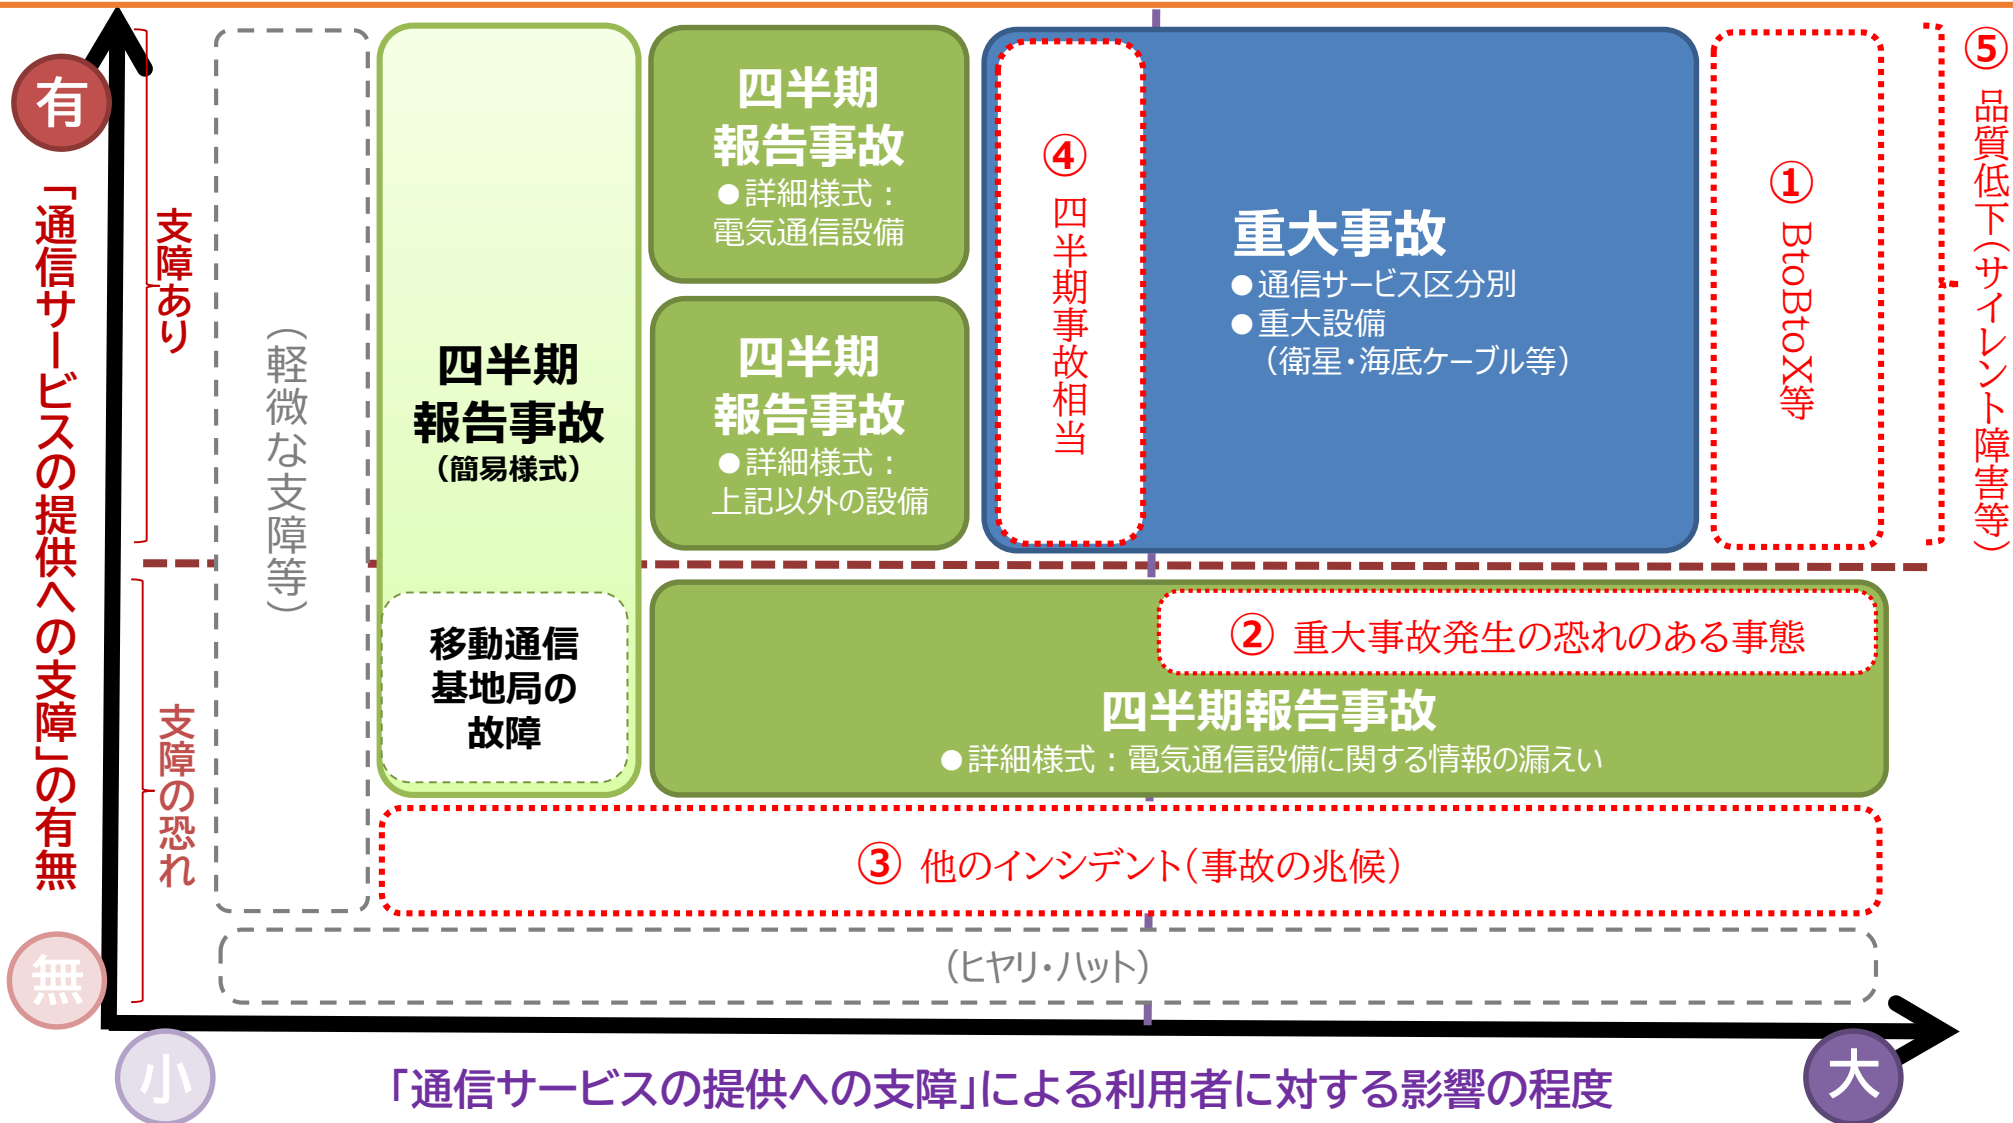 有
「通信サービスの提供への支障」の有無
無
支障あり
支障の恐れ
（軽微な支障等）
四半期
報告事故
（簡易様式）
移動通信
基地局の
故障
四半期
報告事故
●詳細様式：
電気通信設備
四半期
報告事故
●詳細様式：
上記以外の設備
④ 四半期事故相当
重大事故
●通信サービス区分別
●重大設備
（衛星・海底ケーブル等）
① BtoBtoX等
⑤ 品質低下（サイレント障害等）
② 重大事故発生の恐れのある事態
四半期報告事故
●詳細様式：電気通信設備に関する情報の漏えい
③ 他のインシデント（事故の兆候）
（ヒヤリ・ハット）
小
「通信サービスの提供への支障」による利用者に対する影響の程度
大